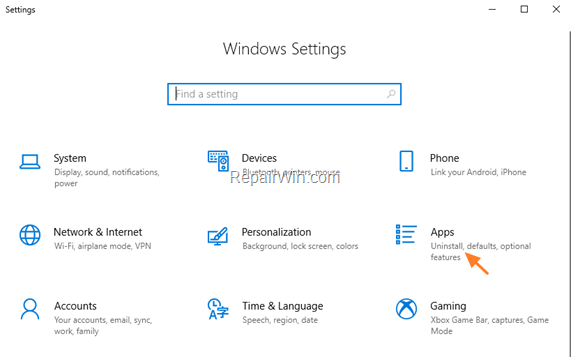 Settings
Windows Settings
Find a setting
System
Display, sound, notifications,
power
Devices
Bluetooth, printers, mouse
Phone
Link your Android, iPhone
RepairWin.com
Network & Internet
Wi-Fi, airplane mode, VPN
Personalization
Background, lock screen, colors
Apps
Uninstall, defaults, optional
features
Accounts
Your accounts, email, sync,
work, family
Time & Language
Speech, region, date
Gaming
Xbox Game Bar, captures, Game
Mode